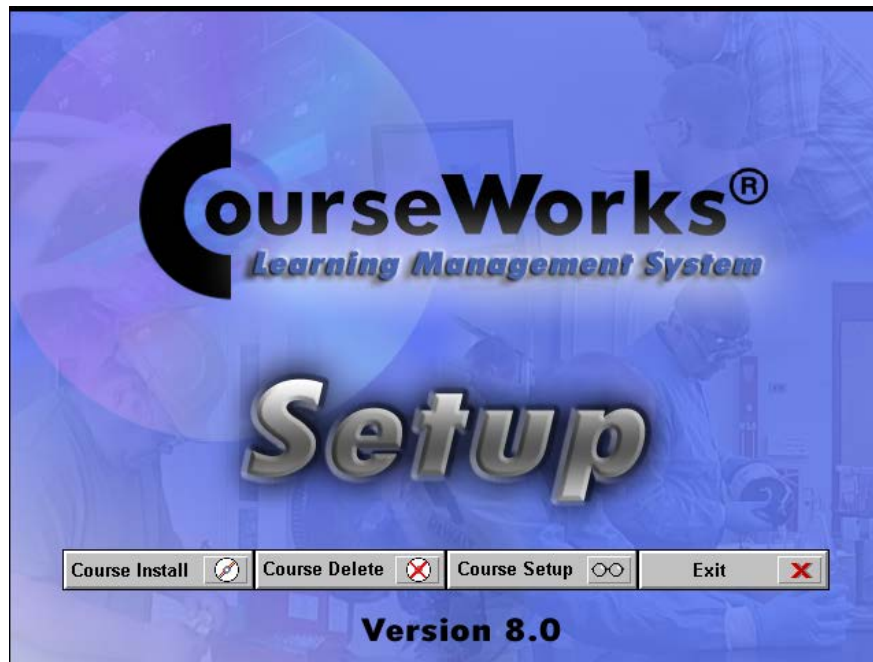 CourseWorks®
Learning Management System
Setup
Course Install Course Delete Course Setup Exit
Version 8.0